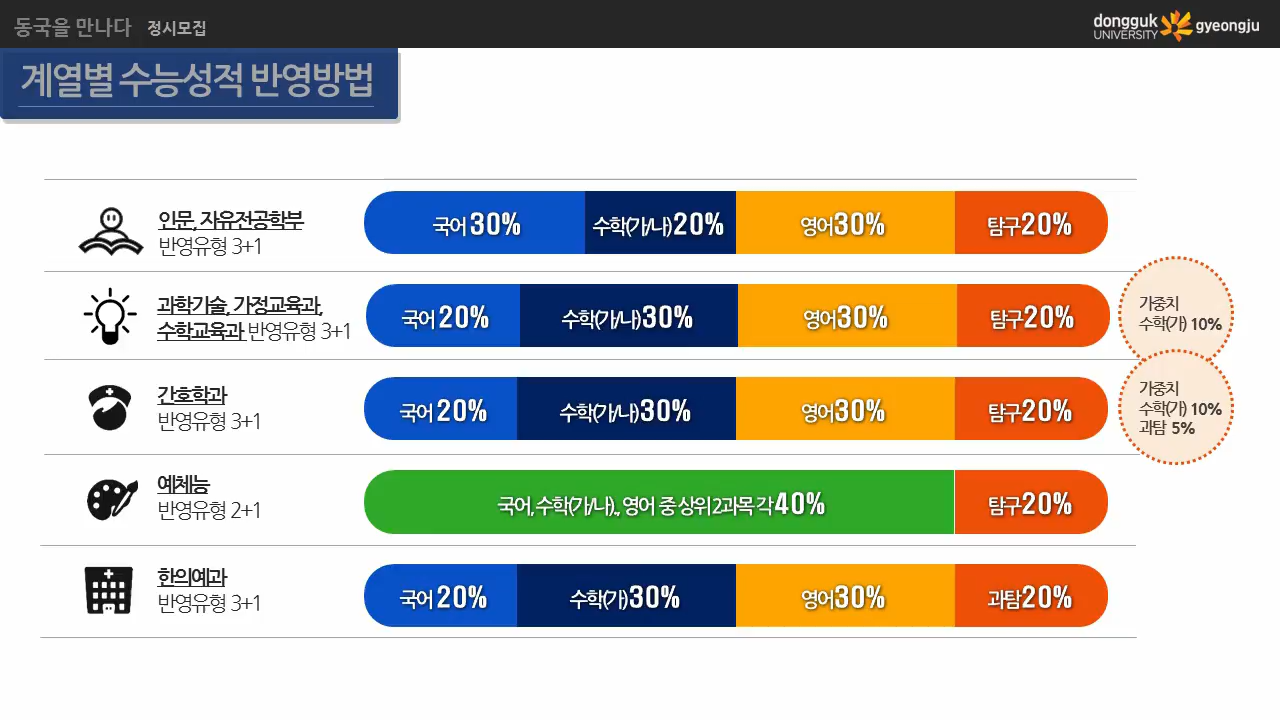 동국을 만나다 정시모집
dongguk
UNIVERSITY
gyeongju
계열별 수능성적 반영방법
인문, 자유전공학부
반영유형 3+1
국어 30% 수학(가/나)20% 영어30% 탐구20%
과학기술, 가정교육과,
수학교육과 반영유형 3+1
국어 20% 수학(가/나)30% 영어30% 탐구20%
가중치
수학(가) 10%
간호학과
반영유형 3+1
국어 20% 수학(가/나)30% 영어30% 탐구20%
가중치
수학(가) 10%
과탐 5%
예체능
반영유형 2+1
국어, 수학(가/나)., 영어 중 상위 2과목 각40% 탐구20%
한의예과
반영유형 3+1
국어 20% 수학(가)30% 영어30% 과탐20%